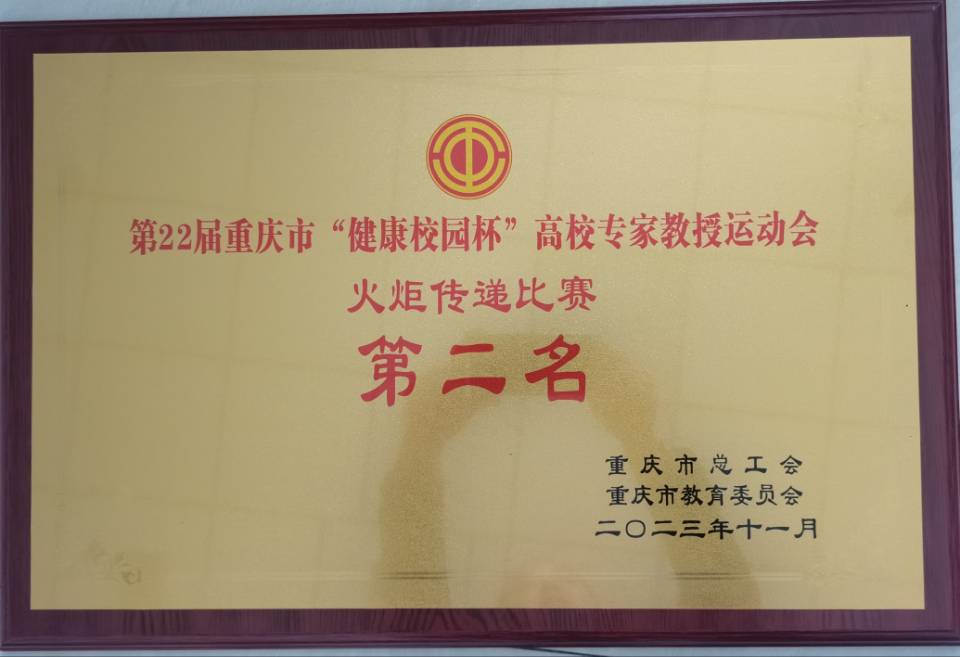 第22届重庆市“健康校园杯”高校专家教授运动会
火炬传递比赛
第二名
重庆市总工会
重庆市教育委员会
二〇二三年十一月